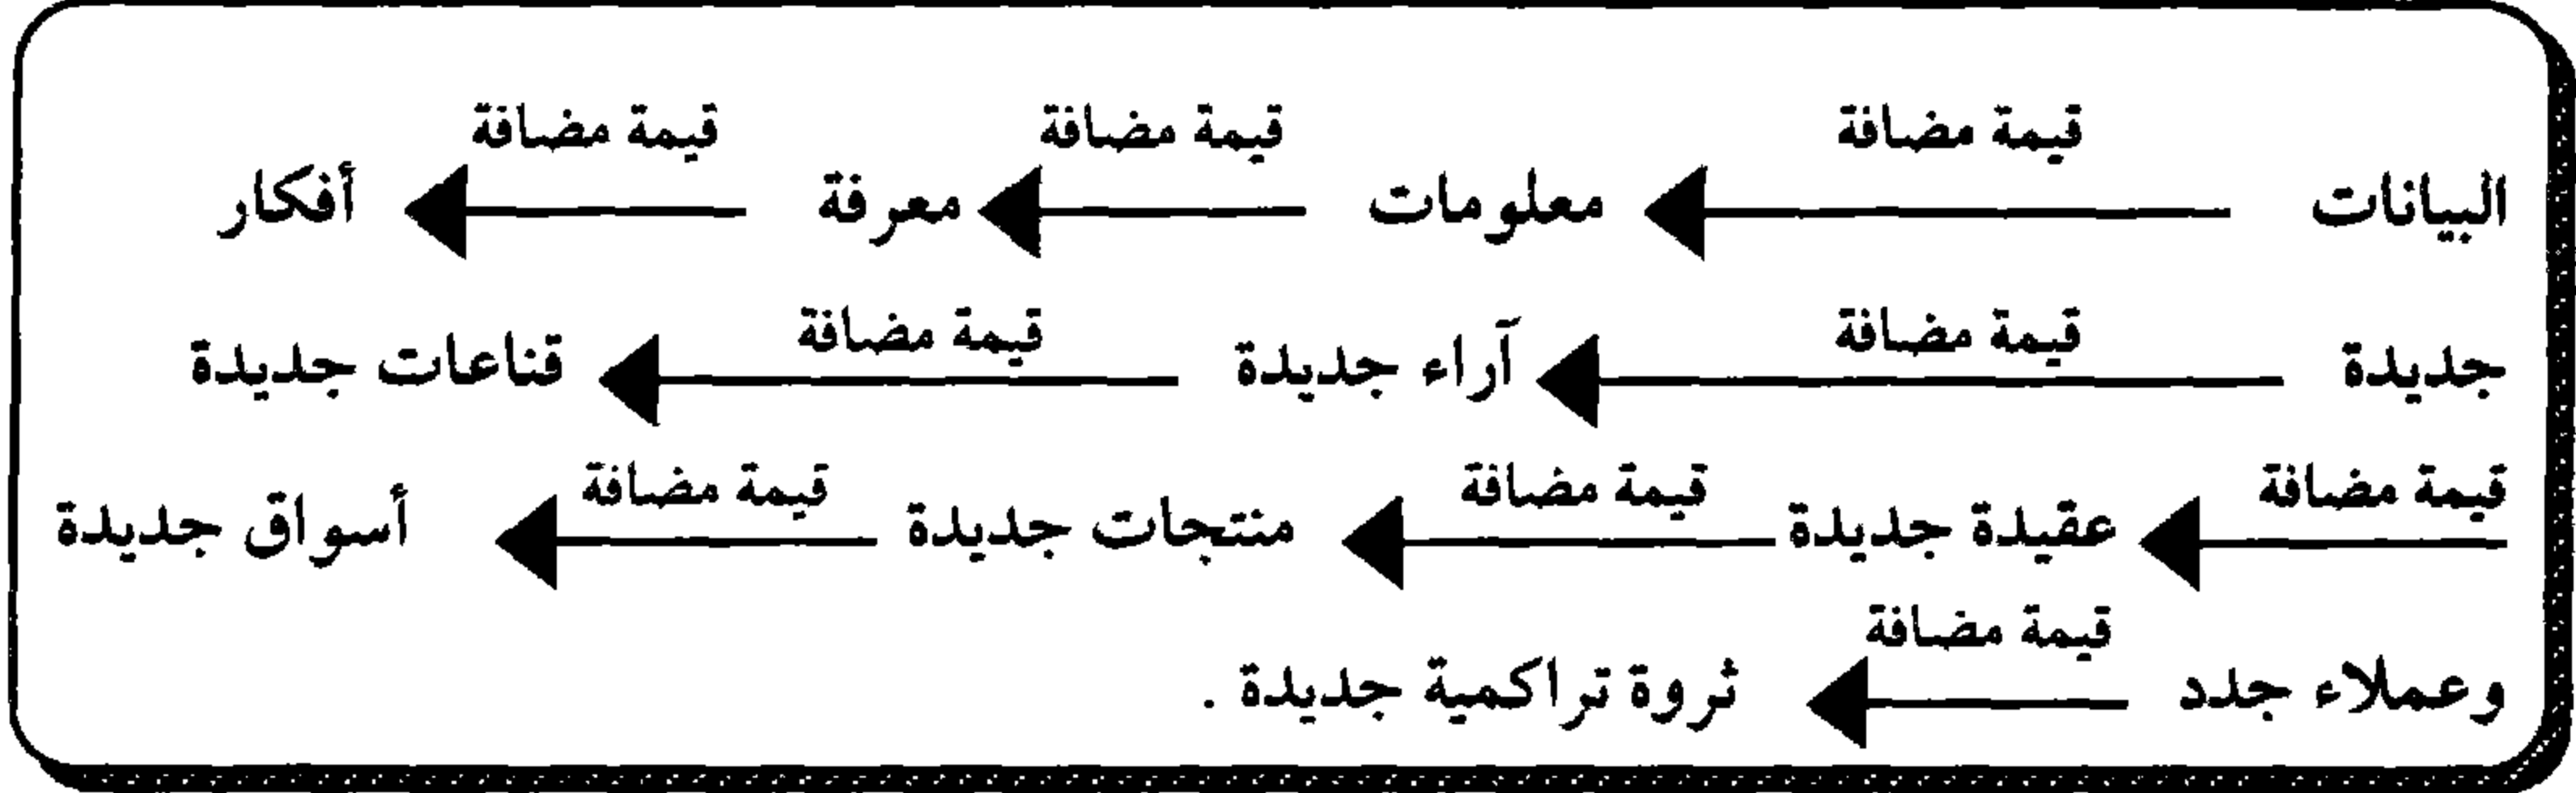 قيمة مضافة قيمة مضافة قيمة مضافة
البيانات معلومات معرفة أفكار
قيمة مضافة قيمة مضافة
جديدة آراء جديدة قناعات جديدة
قيمة مضافة قيمة مضافة قيمة مضافة
عقيدة جديدة منتجات جديدة أسواق جديدة
قيمة مضافة
وعملاء جدد ثروة تراكمية جديدة .